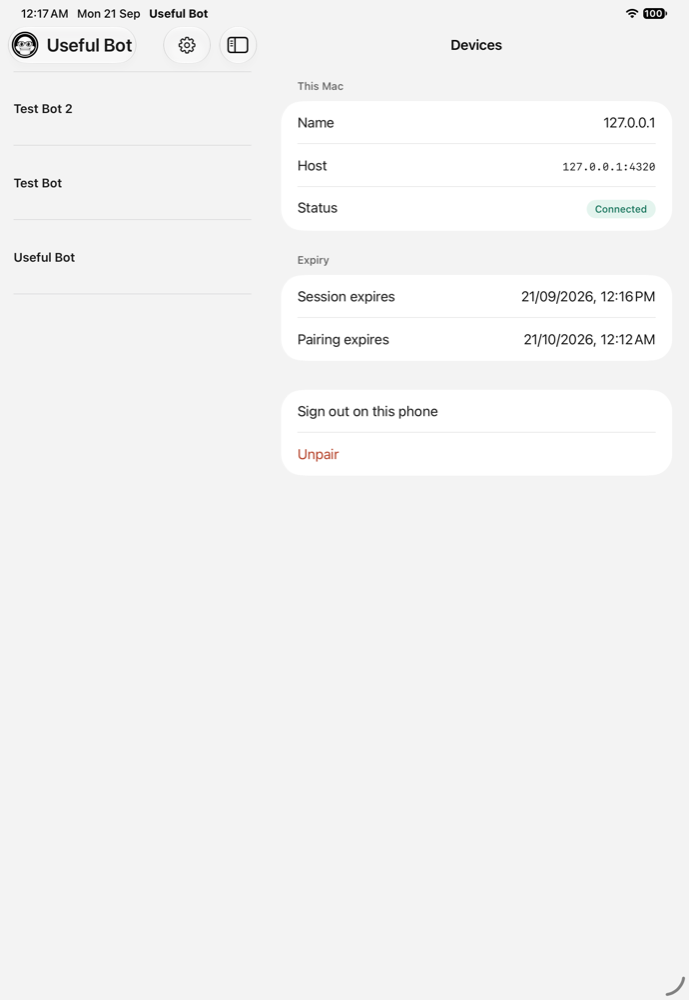 12:17 AM Mon 21 Sep Useful Bot
100
Useful Bot
Test Bot 2
Test Bot
Useful Bot
Devices
This Mac
Name 127.0.0.1
Host 127.0.0.1:4320
Status Connected
Expiry
Session expires 21/09/2026, 12:16 PM
Pairing expires 21/10/2026, 12:12 AM
Sign out on this phone
Unpair